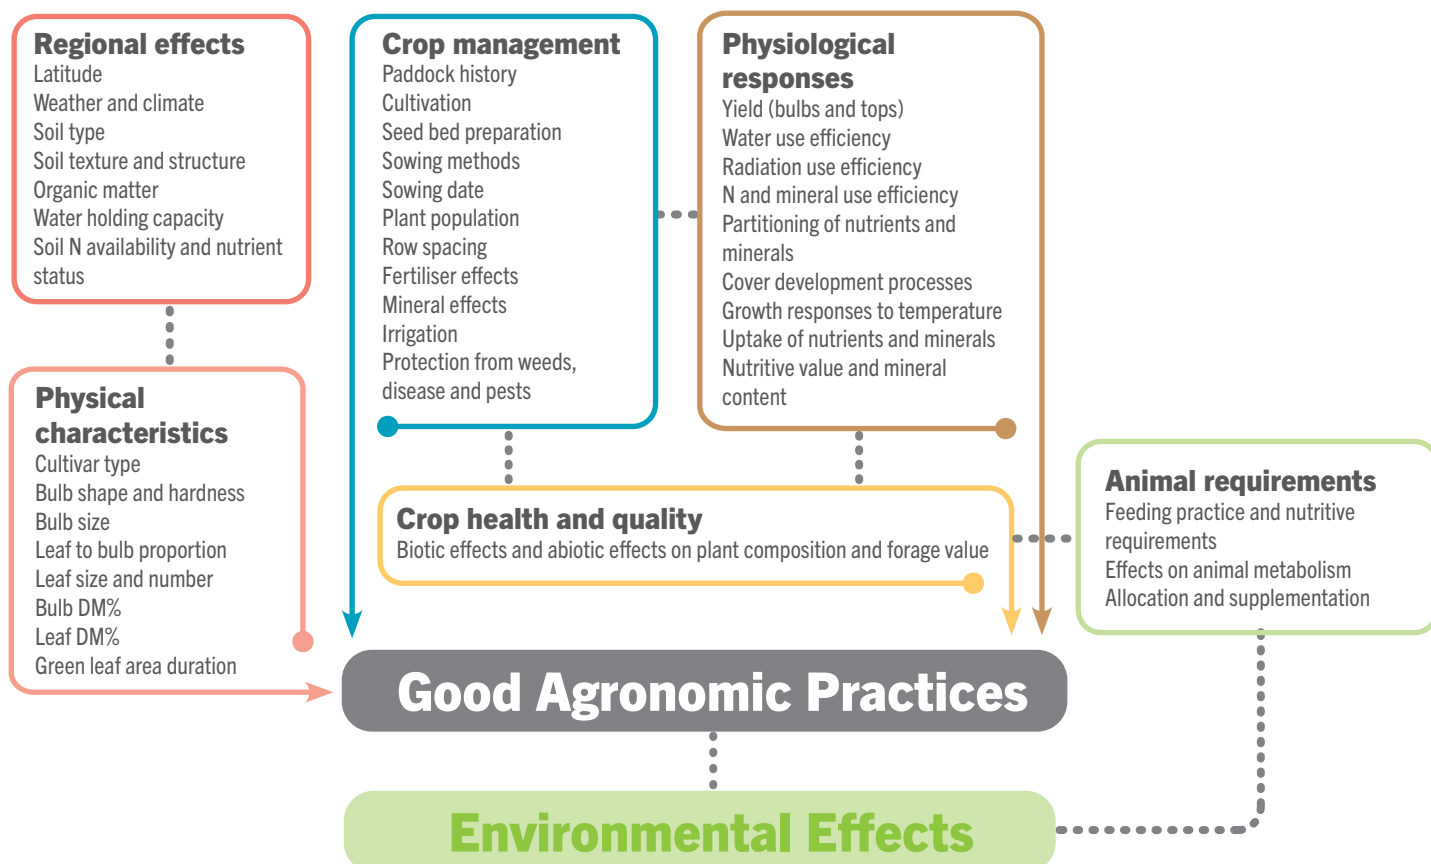 Regional effects
Latitude
Weather and climate
Soil type
Soil texture and structure
Organic matter
Water holding capacity
Soil N availability and nutrient
status
Crop management
Paddock history
Cultivation
Seed bed preparation
Sowing methods
Sowing date
Plant population
Row spacing
Fertiliser effects
Mineral effects
Irrigation
Protection from weeds,
disease and pests
Physiological
responses
Yield (bulbs and tops)
Water use efficiency
Radiation use efficiency
N and mineral use efficiency
Partitioning of nutrients and
minerals
Cover development processes
Growth responses to temperature
Uptake of nutrients and minerals
Nutritive value and mineral
content
Physical
characteristics
Cultivar type
Bulb shape and hardness
Bulb size
Leaf to bulb proportion
Leaf size and number
Bulb DM%
Leaf DM%
Green leaf area duration
Crop health and quality
Biotic effects and abiotic effects on plant composition and forage value
Animal requirements
Feeding practice and nutritive
requirements
Effects on animal metabolism
Allocation and supplementation
Good Agronomic Practices
Environmental Effects